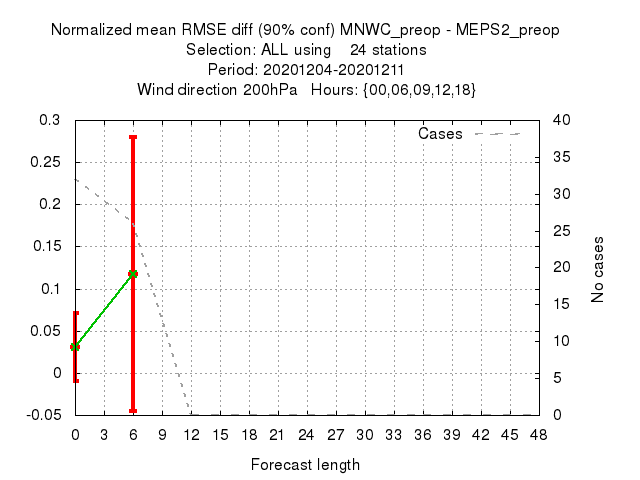 Normalized mean RMSE diff (90% conf) MNWC_preop - MEPS2_preop
Selection: ALL using    24 stations
Period: 20201204-20201211
Wind direction 200hPa   Hours: {00,06,09,12,18}
Cases
0.3
0.25
0.2
0.15
0.1
0.05
0
-0.05
40
35
30
25
20
15
10
5
0
No cases
0 3 6 9 12 15 18 21 24 27 30 33 36 39 42 45 48
Forecast length